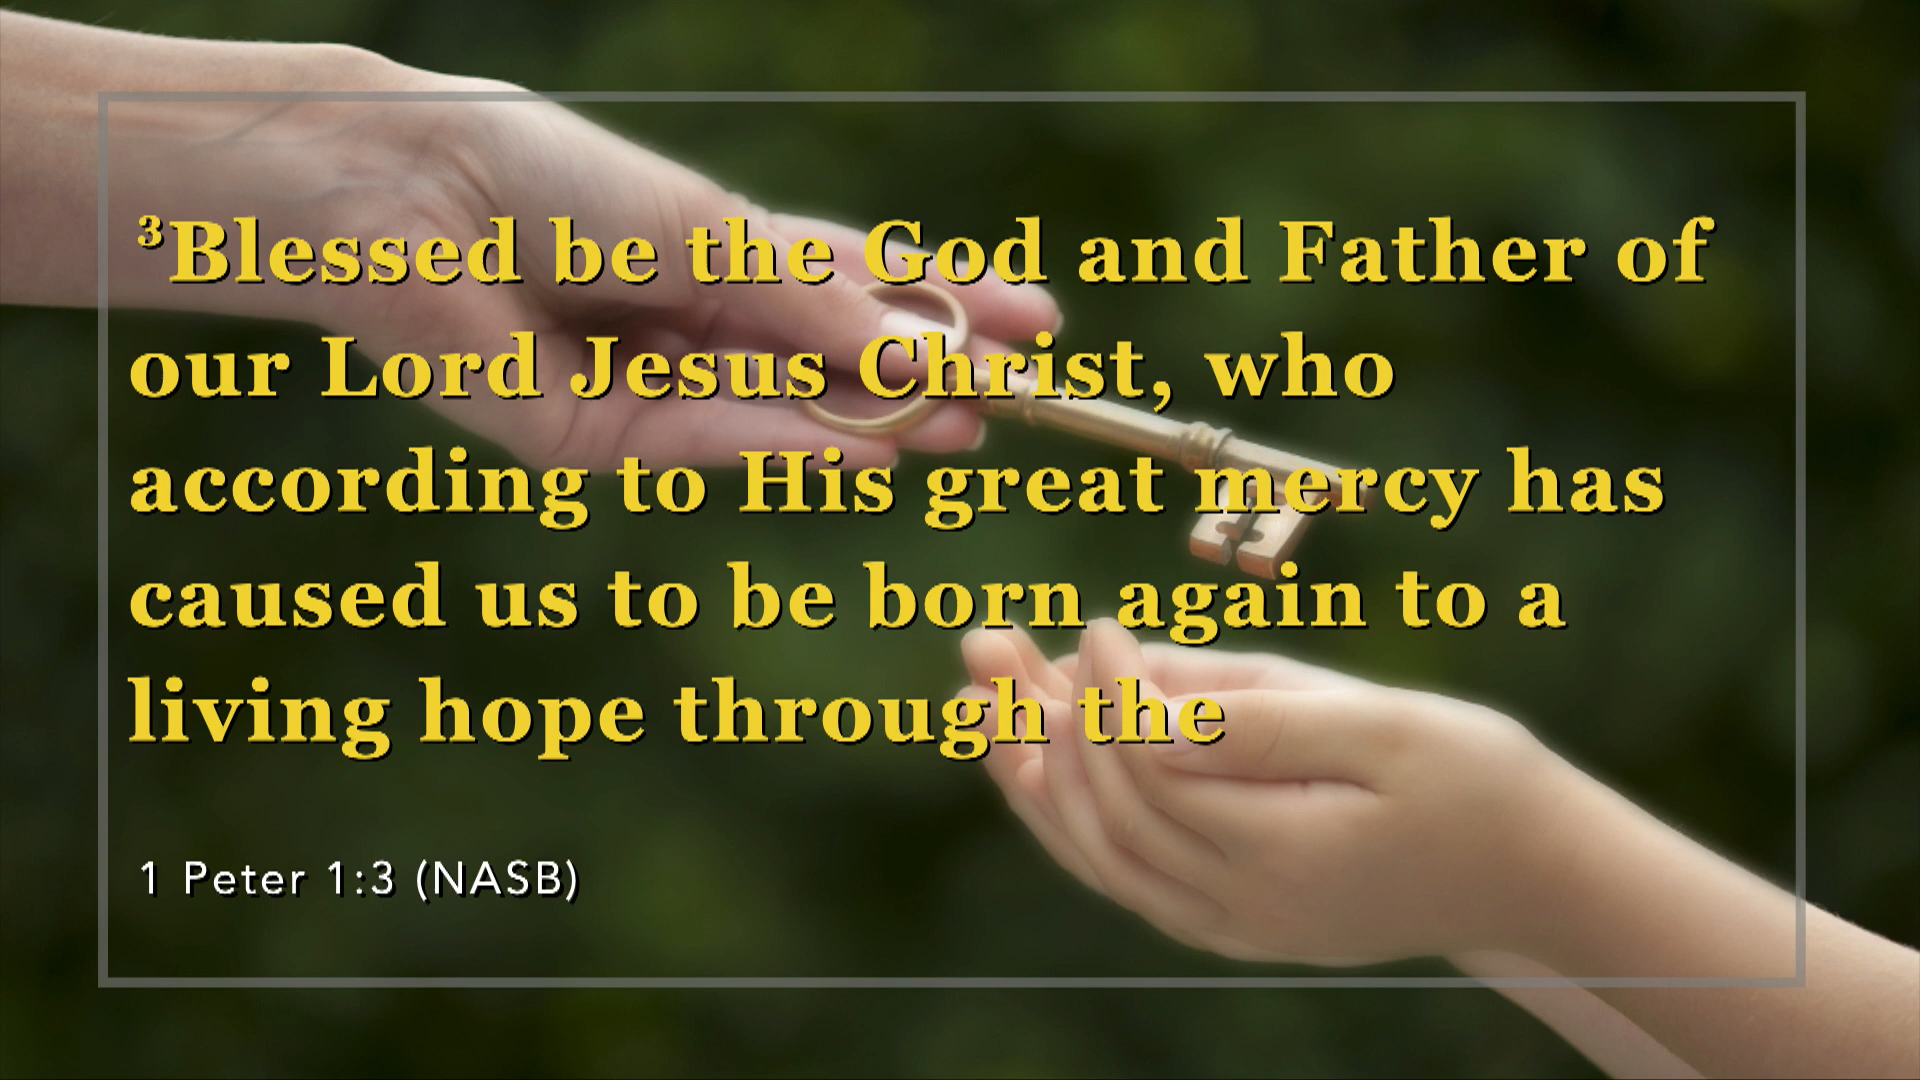 ³Blessed be the God and Father of
our Lord Jesus Christ, who
according to His great mercy has
caused us to be born again to a
living hope through the
1 Peter 1:3 (NASB)